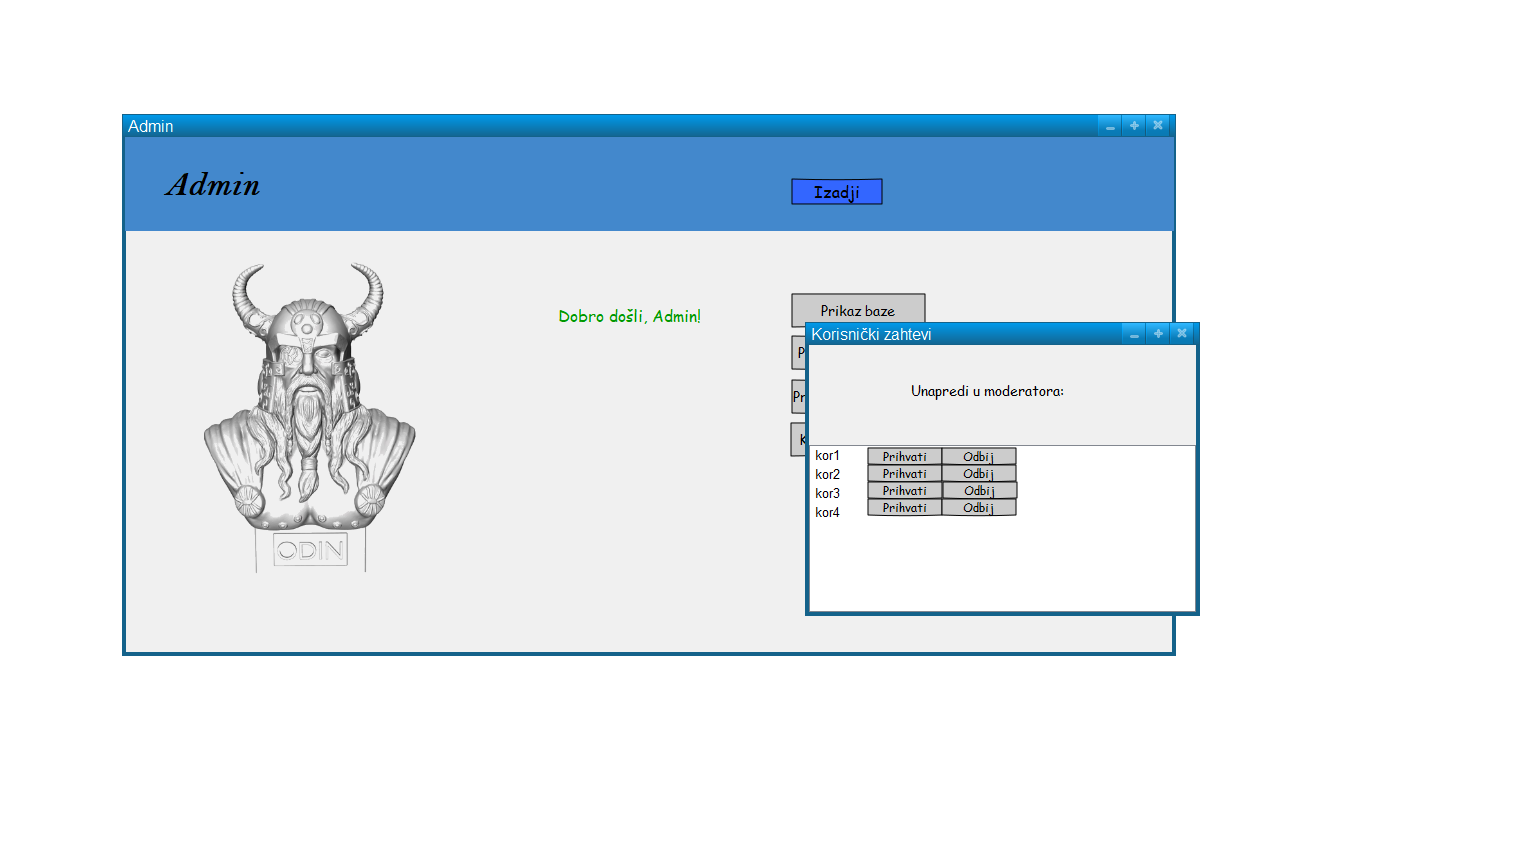 Admin
Admin
Izadji
Dobro došli, Admin!
Prikaz baze
Korisnički zahtevi
Unapredi u moderatora:
kor1 Prihvati Odbij
kor2 Prihvati Odbij
kor3 Prihvati Odbij
kor4 Prihvati Odbij
ODIN